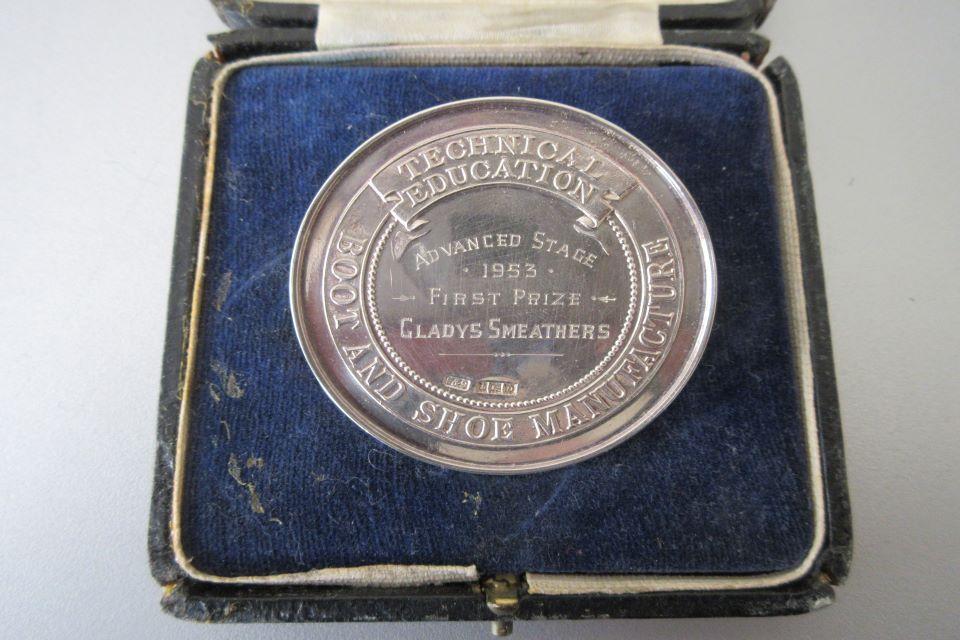 TECHNICAL
EDUCATION
ADVANCED STAGE
· 1953 ·
FIRST PRIZE
GLADYS SMEATHERS
BOOT AND SHOE MANUFACTURE